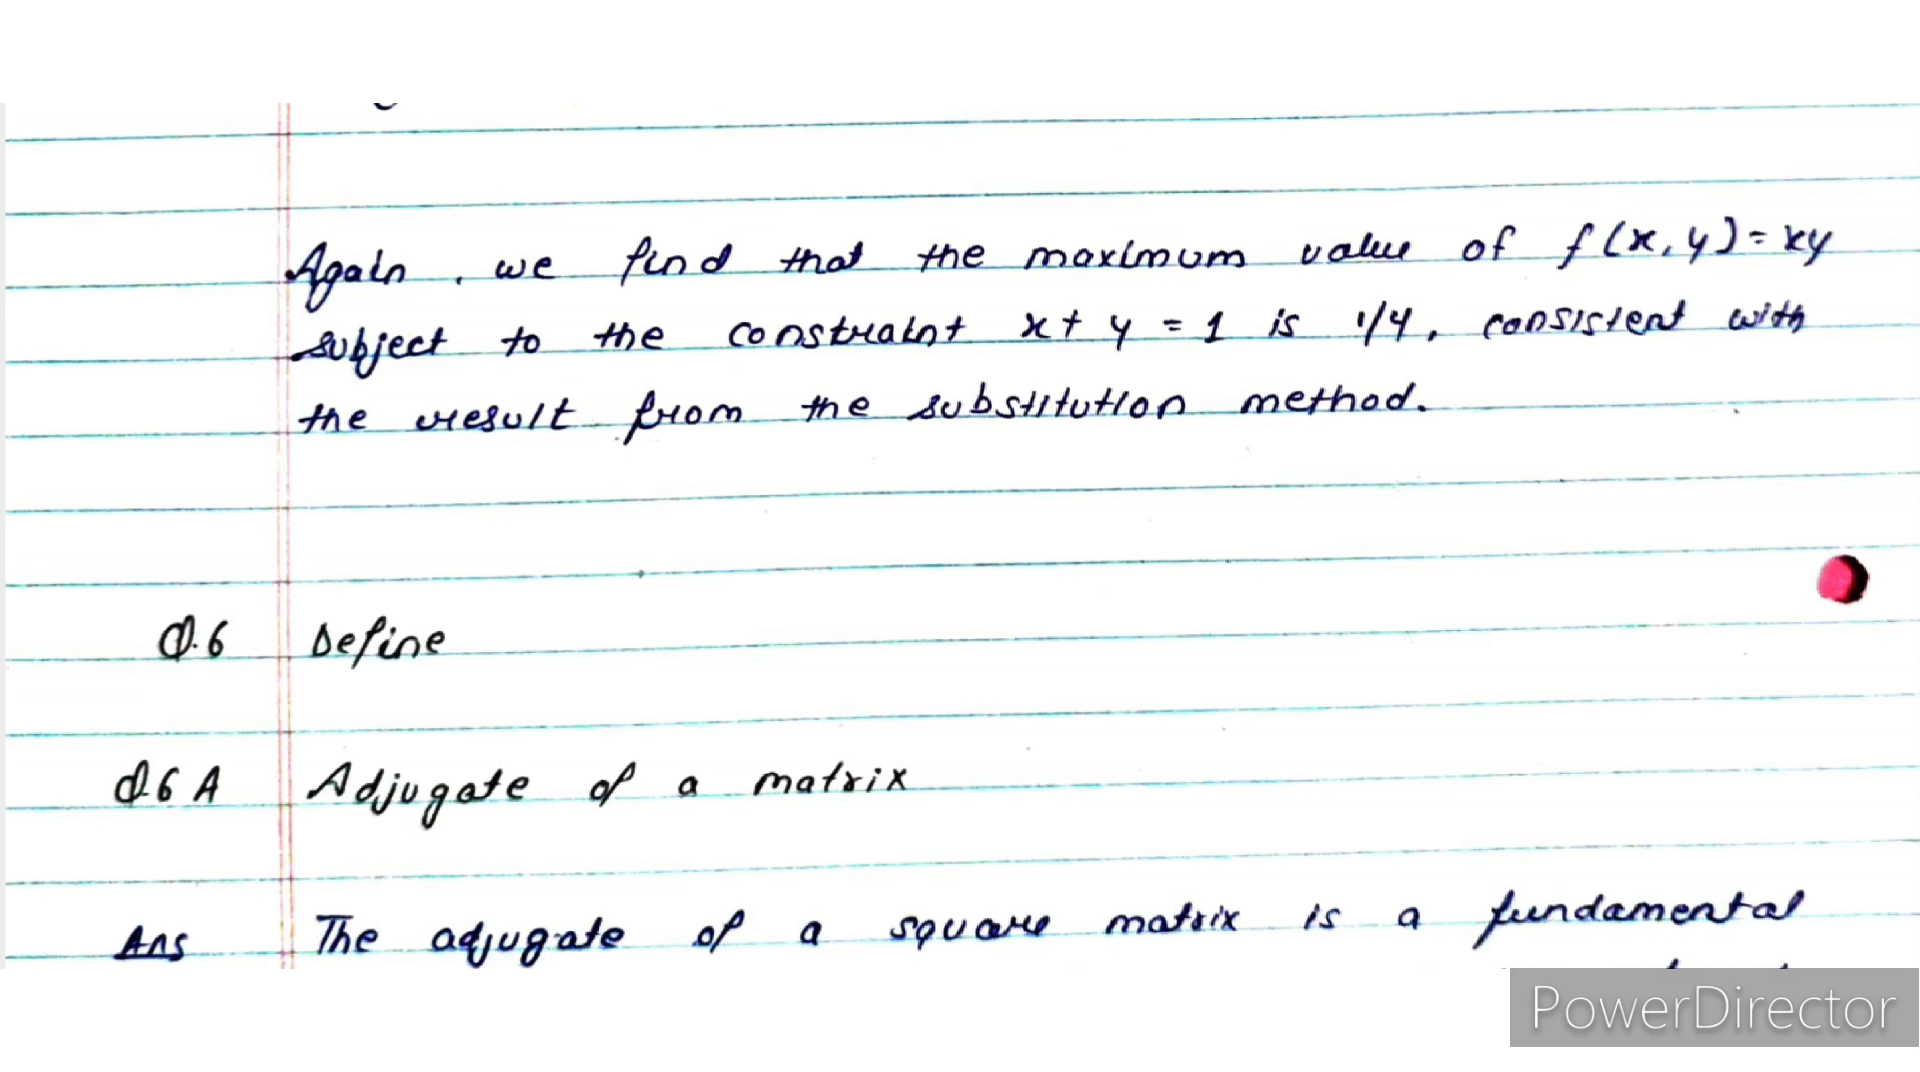 Again, we find that the maximum value of f(x,y)=xy
subject to the constraint x+y=1 is 1/4, consistent with
the result from the substitution method.
Q.6 Define
Q.6 A Adjugate of a matrix
Ans The adjugate of a square matrix is a fundamental
PowerDirector